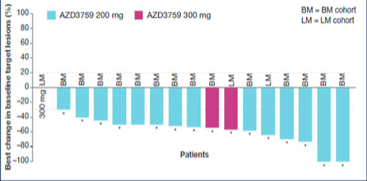 Best change in baseline target lesions (%)
100
80
60
40
20
0
−20
−40
−60
−80
−100
AZD3759 200 mg
AZD3759 300 mg
BM = BM cohort
LM = LM cohort
300 mg LM
BM
BM
BM
BM
BM
BM
BM
BM
BM
LM
BM
BM
BM
BM
BM
BM
* * * * * * * * * * * * * * * *
Patients